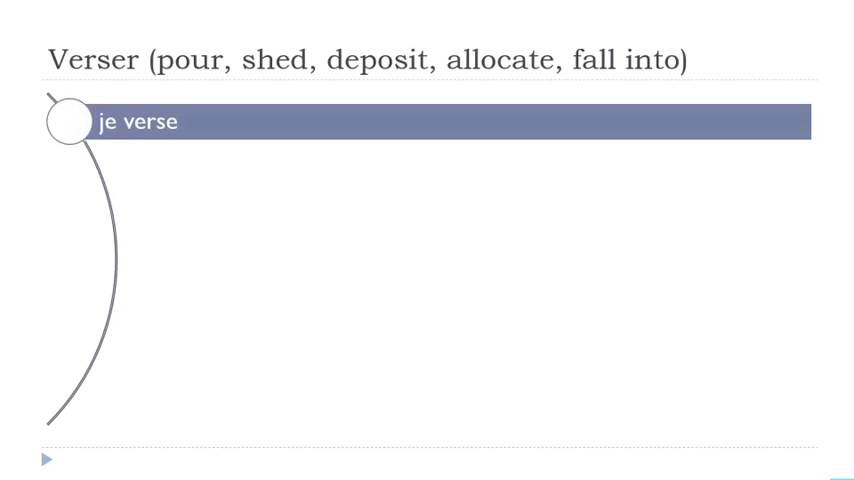 Verser (pour, shed, deposit, allocate, fall into)
je verse